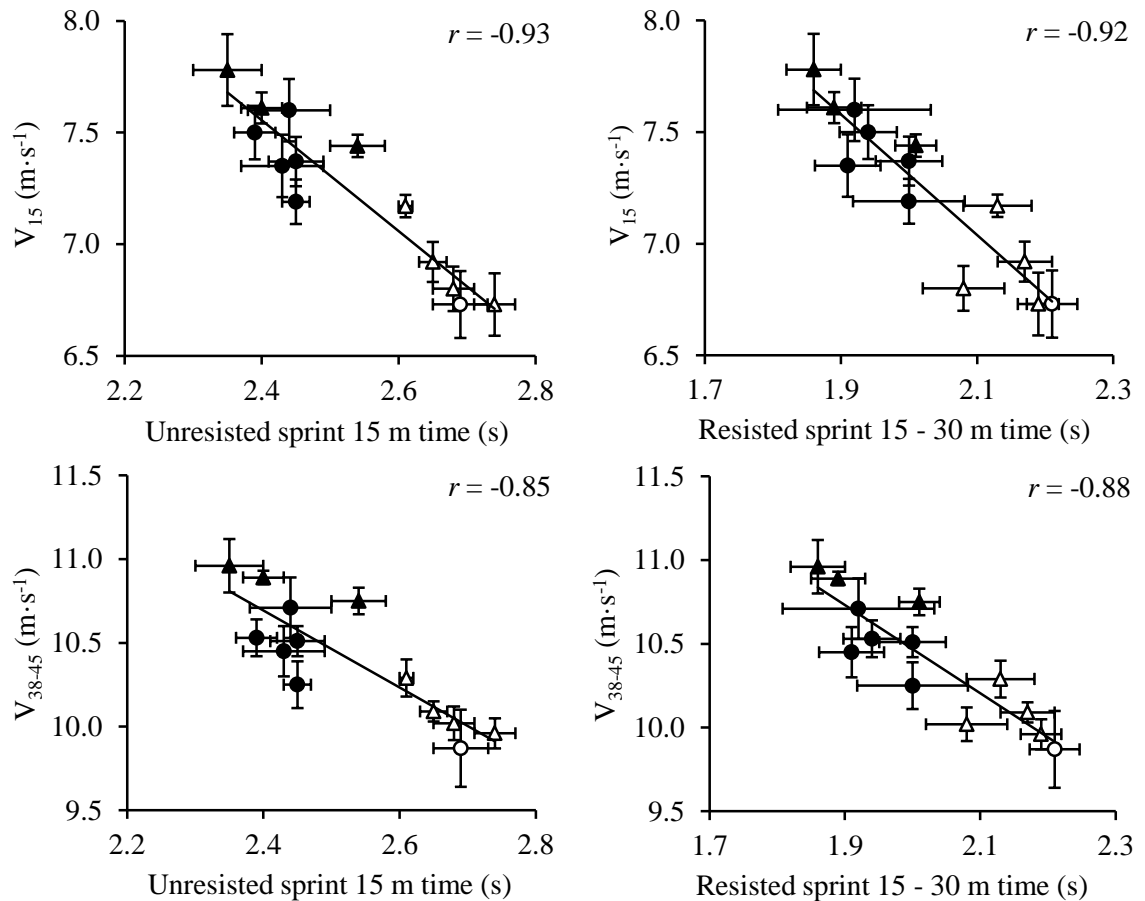 8.0
7.5
7.0
6.5
V₁₅ (m·s⁻¹)
r = -0.93
2.2 2.4 2.6 2.8
Unresisted sprint 15 m time (s)
8.0
7.5
7.0
6.5
V₁₅ (m·s⁻¹)
r = -0.92
1.7 1.9 2.1 2.3
Resisted sprint 15 - 30 m time (s)
11.5
11.0
10.5
10.0
9.5
V₃₈₋₄₅ (m·s⁻¹)
r = -0.85
2.2 2.4 2.6 2.8
Unresisted sprint 15 m time (s)
11.5
11.0
10.5
10.0
9.5
V₃₈₋₄₅ (m·s⁻¹)
r = -0.88
1.7 1.9 2.1 2.3
Resisted sprint 15 - 30 m time (s)